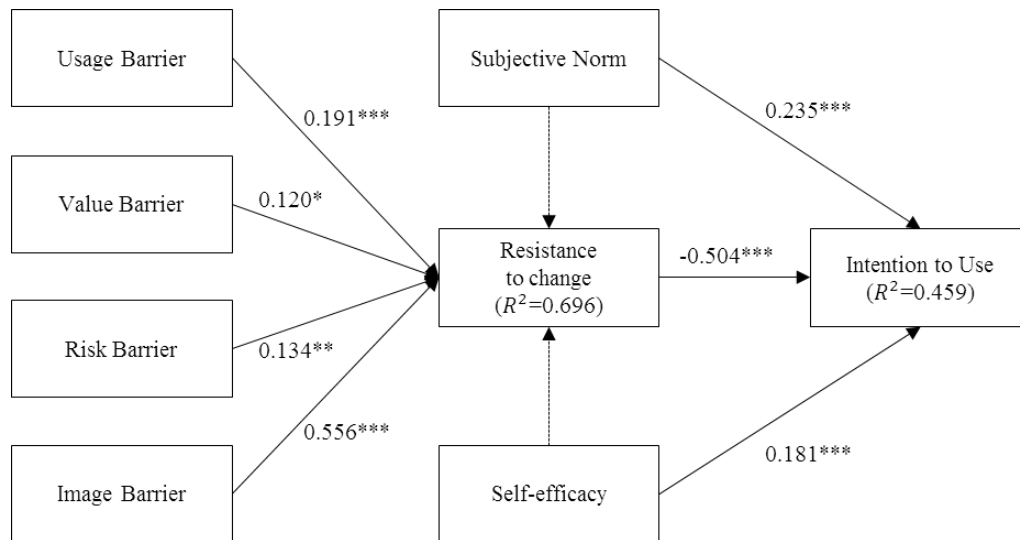 Usage Barrier
Subjective Norm
0.191***
0.235***
Value Barrier
0.120*
Resistance
to change
(R²=0.696)
-0.504***
Intention to Use
(R²=0.459)
Risk Barrier
0.134**
0.556***
0.181***
Image Barrier
Self-efficacy